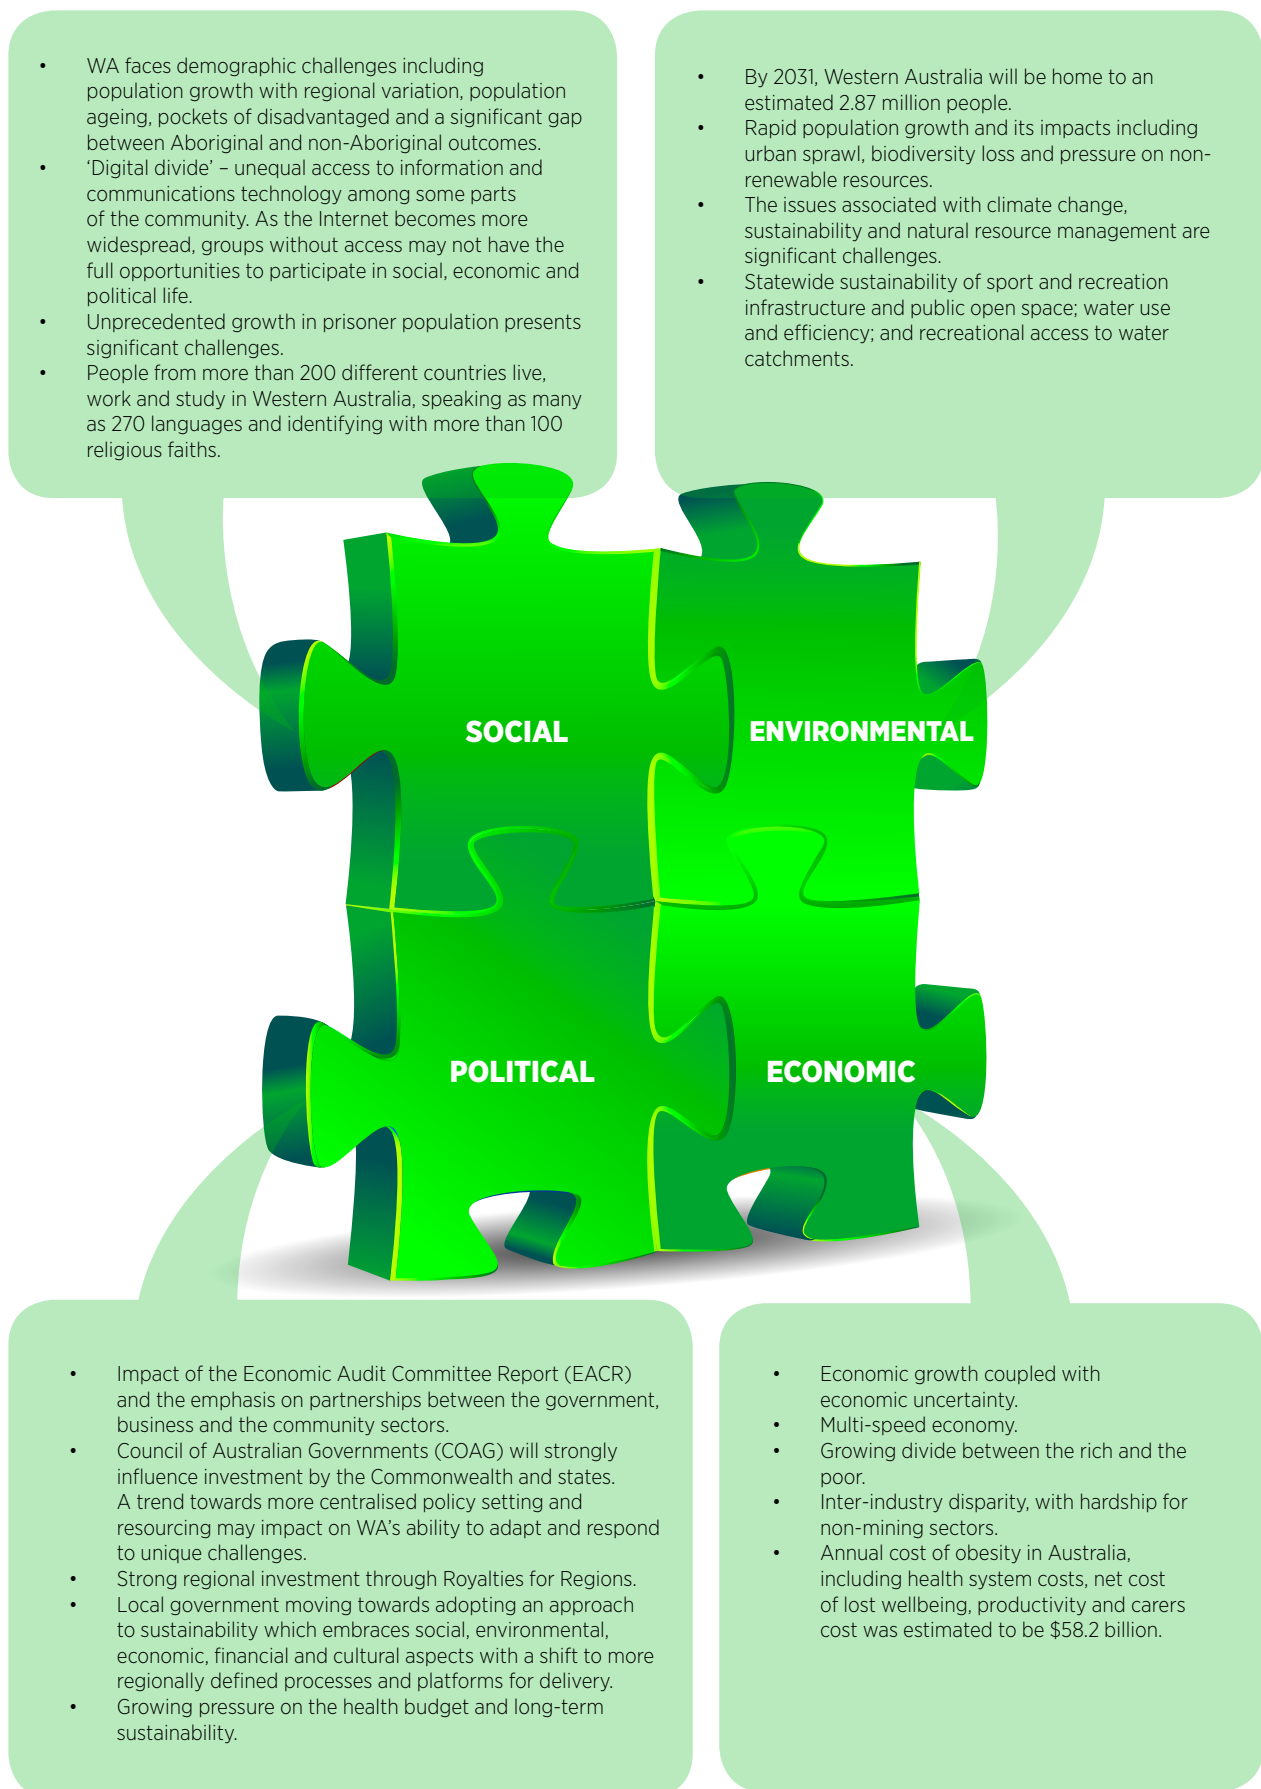 • WA faces demographic challenges including
population growth with regional variation, population
ageing, pockets of disadvantaged and a significant gap
between Aboriginal and non-Aboriginal outcomes.
• ‘Digital divide’ – unequal access to information and
communications technology among some parts
of the community. As the Internet becomes more
widespread, groups without access may not have the
full opportunities to participate in social, economic and
political life.
• Unprecedented growth in prisoner population presents
significant challenges.
• People from more than 200 different countries live,
work and study in Western Australia, speaking as many
as 270 languages and identifying with more than 100
religious faiths.
• By 2031, Western Australia will be home to an
estimated 2.87 million people.
• Rapid population growth and its impacts including
urban sprawl, biodiversity loss and pressure on non-
renewable resources.
• The issues associated with climate change,
sustainability and natural resource management are
significant challenges.
• Statewide sustainability of sport and recreation
infrastructure and public open space; water use
and efficiency; and recreational access to water
catchments.
SOCIAL
ENVIRONMENTAL
POLITICAL
ECONOMIC
• Impact of the Economic Audit Committee Report (EACR)
and the emphasis on partnerships between the government,
business and the community sectors.
• Council of Australian Governments (COAG) will strongly
influence investment by the Commonwealth and states.
A trend towards more centralised policy setting and
resourcing may impact on WA’s ability to adapt and respond
to unique challenges.
• Strong regional investment through Royalties for Regions.
• Local government moving towards adopting an approach
to sustainability which embraces social, environmental,
economic, financial and cultural aspects with a shift to more
regionally defined processes and platforms for delivery.
• Growing pressure on the health budget and long-term
sustainability.
• Economic growth coupled with
economic uncertainty.
• Multi-speed economy.
• Growing divide between the rich and the
poor.
• Inter-industry disparity, with hardship for
non-mining sectors.
• Annual cost of obesity in Australia,
including health system costs, net cost
of lost wellbeing, productivity and carers
cost was estimated to be $58.2 billion.